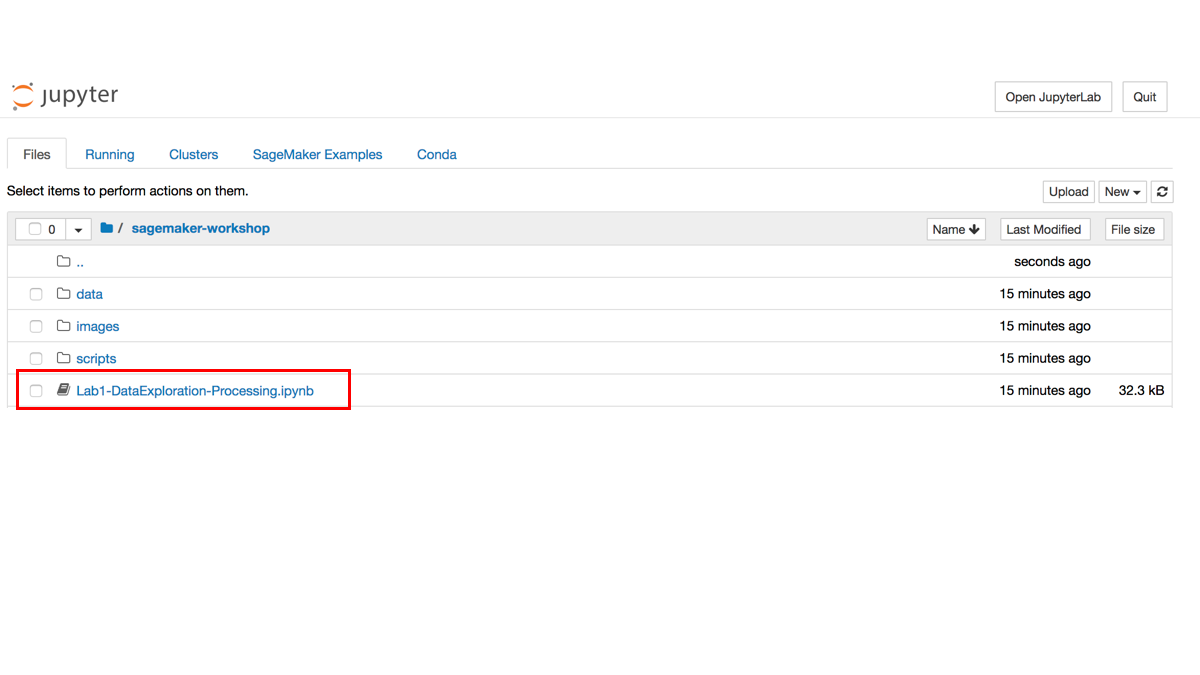 jupyter
Open JupyterLab Quit
Files Running Clusters SageMaker Examples Conda
Select items to perform actions on them.
Upload New
0 / sagemaker-workshop Name Last Modified File size
.. seconds ago
data 15 minutes ago
images 15 minutes ago
scripts 15 minutes ago
Lab1-DataExploration-Processing.ipynb 15 minutes ago 32.3 kB